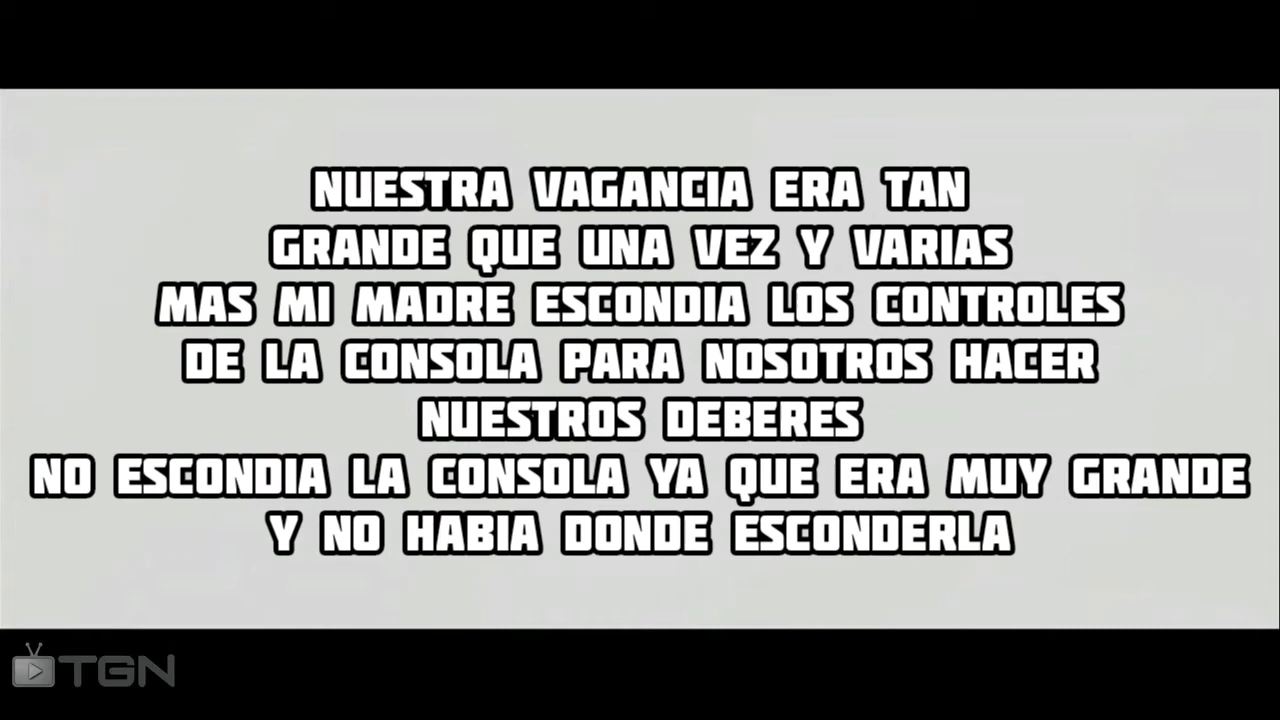 NUESTRA VAGANCIA ERA TAN
GRANDE QUE UNA VEZ Y VARIAS
MAS MI MADRE ESCONDIA LOS CONTROLES
DE LA CONSOLA PARA NOSOTROS HACER
NUESTROS DEBERES
NO ESCONDIA LA CONSOLA YA QUE ERA MUY GRANDE
Y NO HABIA DONDE ESCONDERLA
TGN